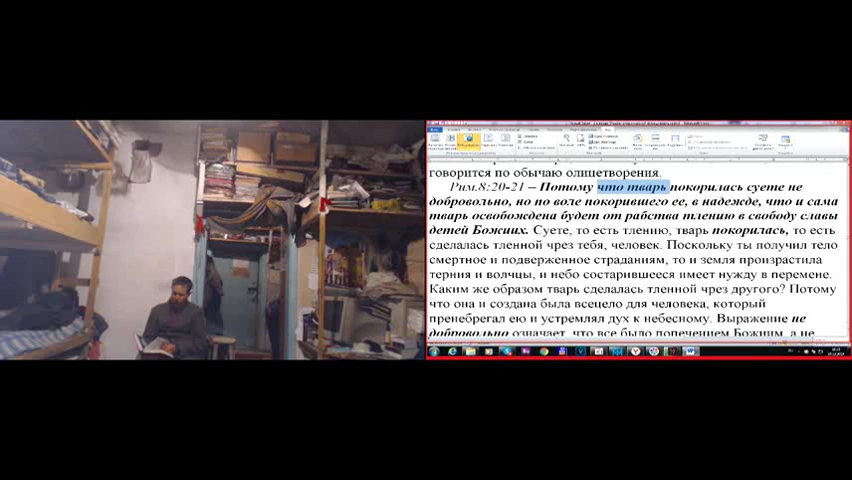 говорится по обычаю олицетворения.
Рим.8:20-21 – Потому что тварь покорилась суете не
добровольно, но по воле покорившего ее, в надежде, что и сама
тварь освобождена будет от рабства тлению в свободу славы
детей Божиих. Суете, то есть тлению, тварь покорилась, то есть
сделалась тленной чрез тебя, человек. Поскольку ты получил тело
смертное и подверженное страданиям, то и земля произрастила
терния и волчцы, и небо состарившееся имеет нужду в перемене.
Каким же образом тварь сделалась тленной чрез другого? Потому
что она и создана была всецело для человека, который
пренебрегал ею и устремлял дух к небесному. Выражение не
добровольно означает, что все было попечением Божиим, а не